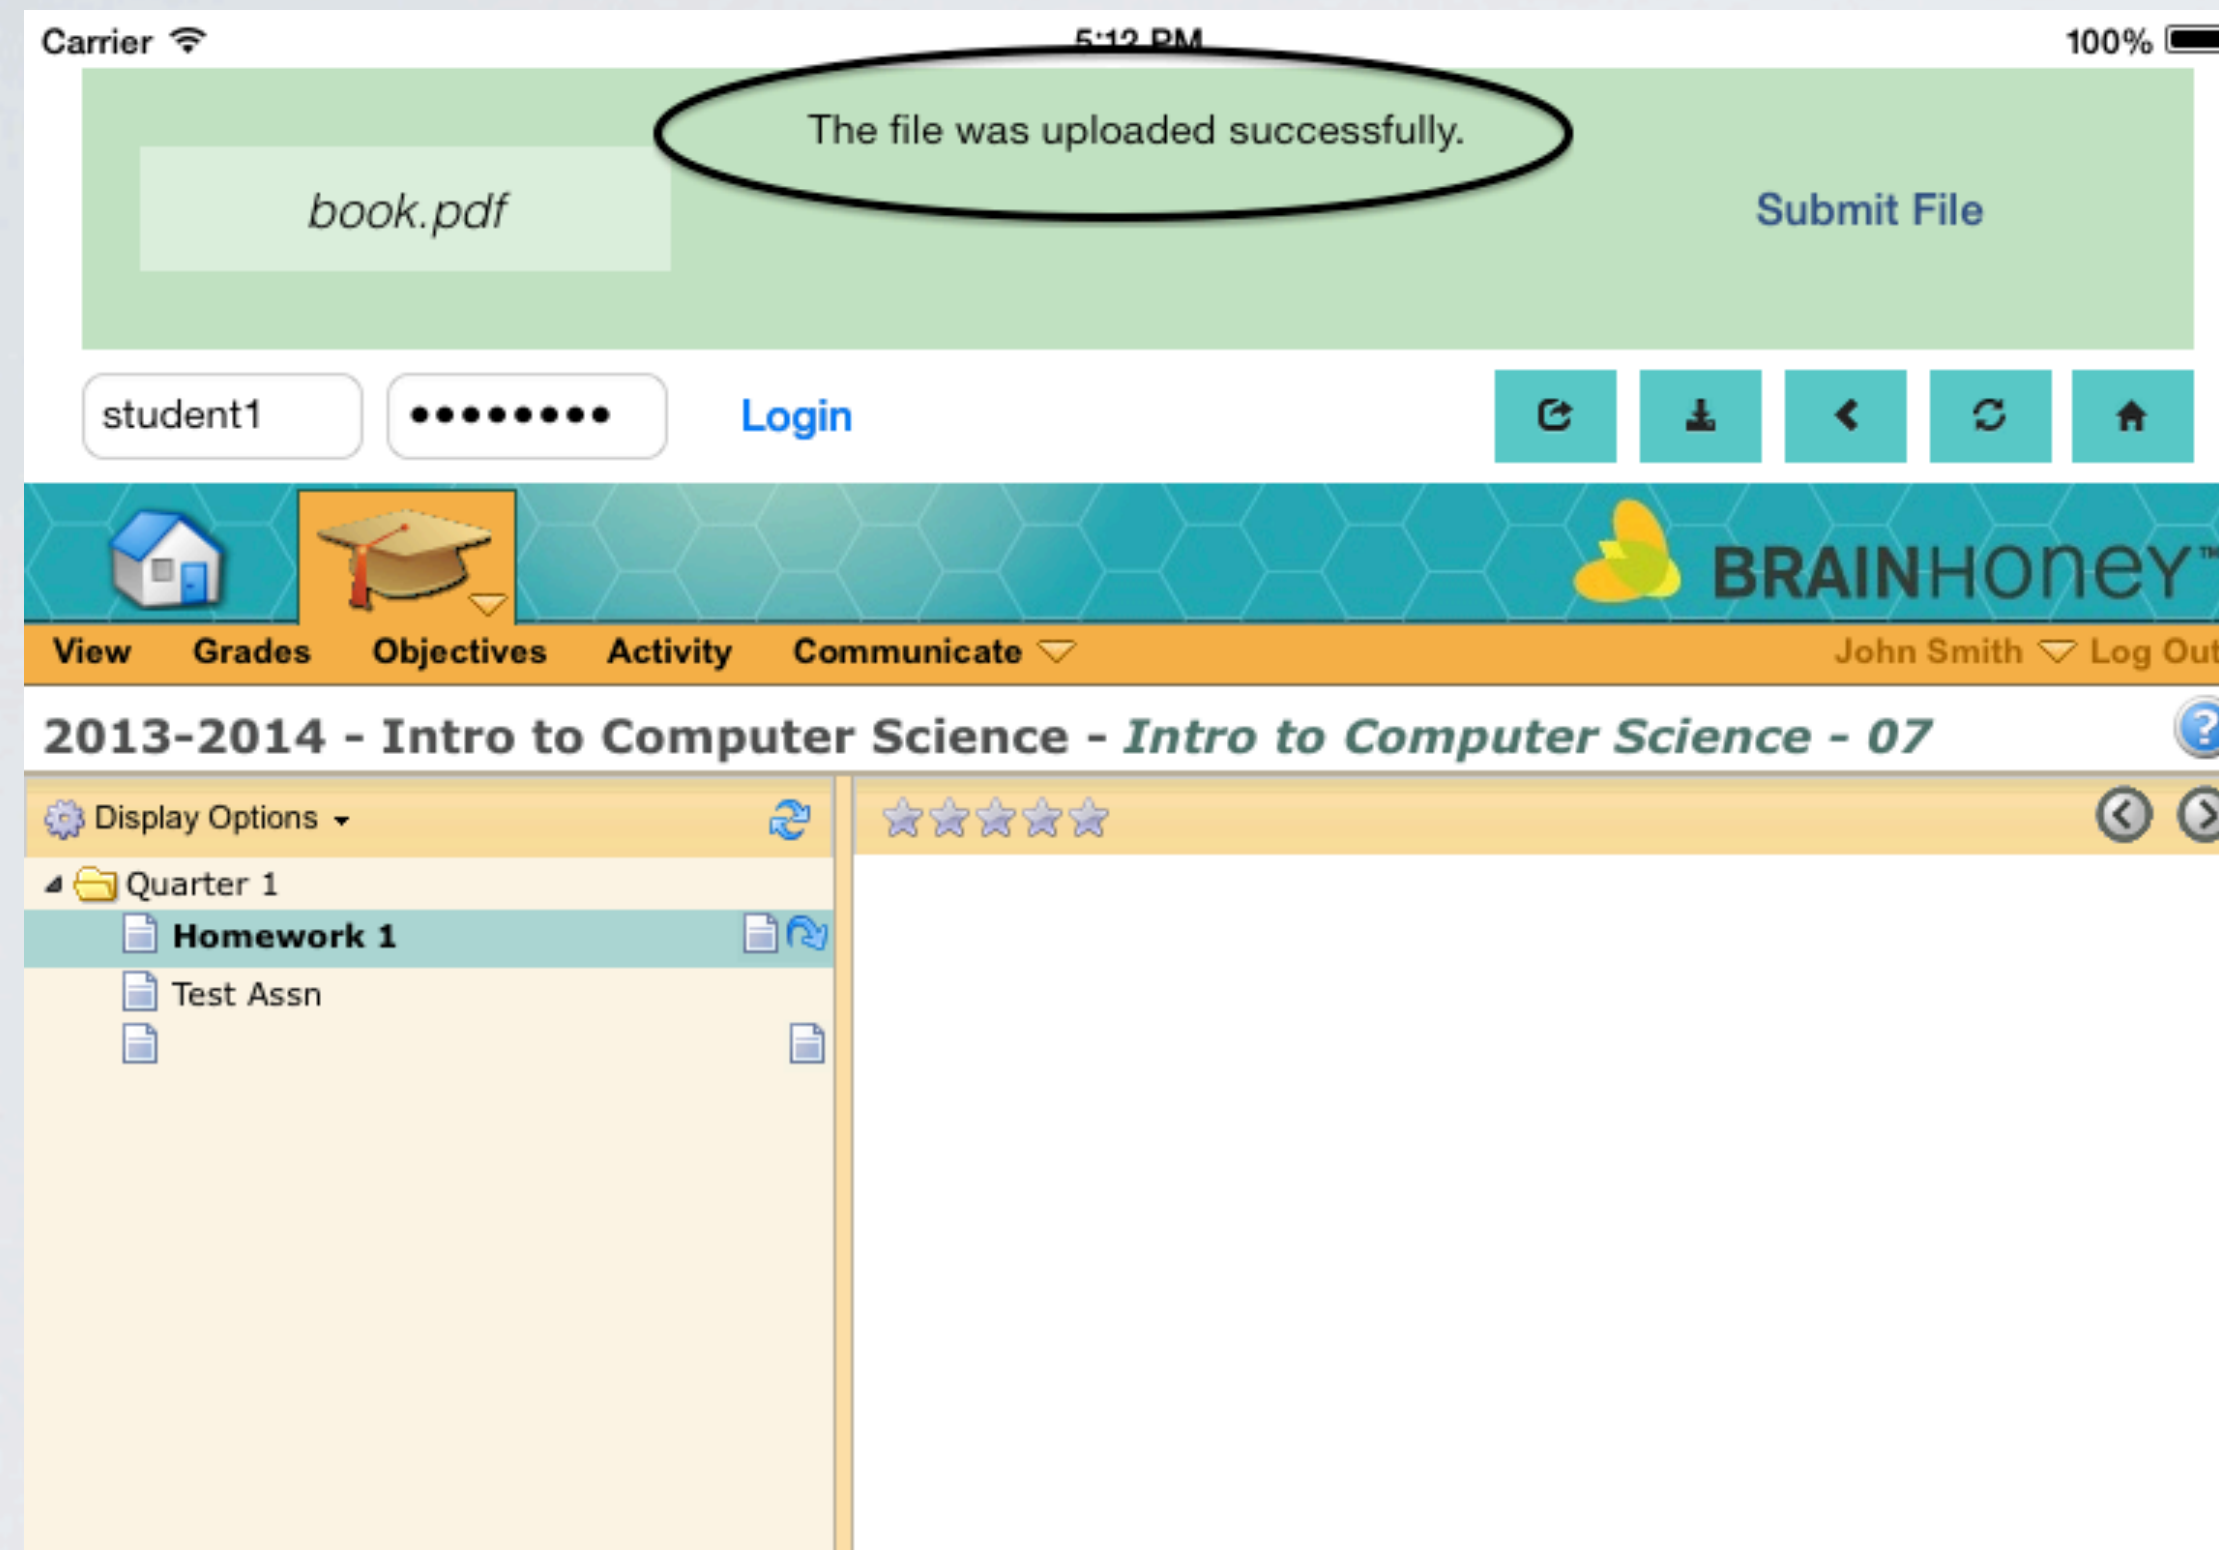 Carrier 5:12 PM 100%
The file was uploaded successfully.
book.pdf Submit File
student1 •••••••• Login
BRAINHONEY™
View Grades Objectives Activity Communicate John Smith Log Out
2013-2014 - Intro to Computer Science - Intro to Computer Science - 07 ?
Display Options
Quarter 1
Homework 1
Test Assn